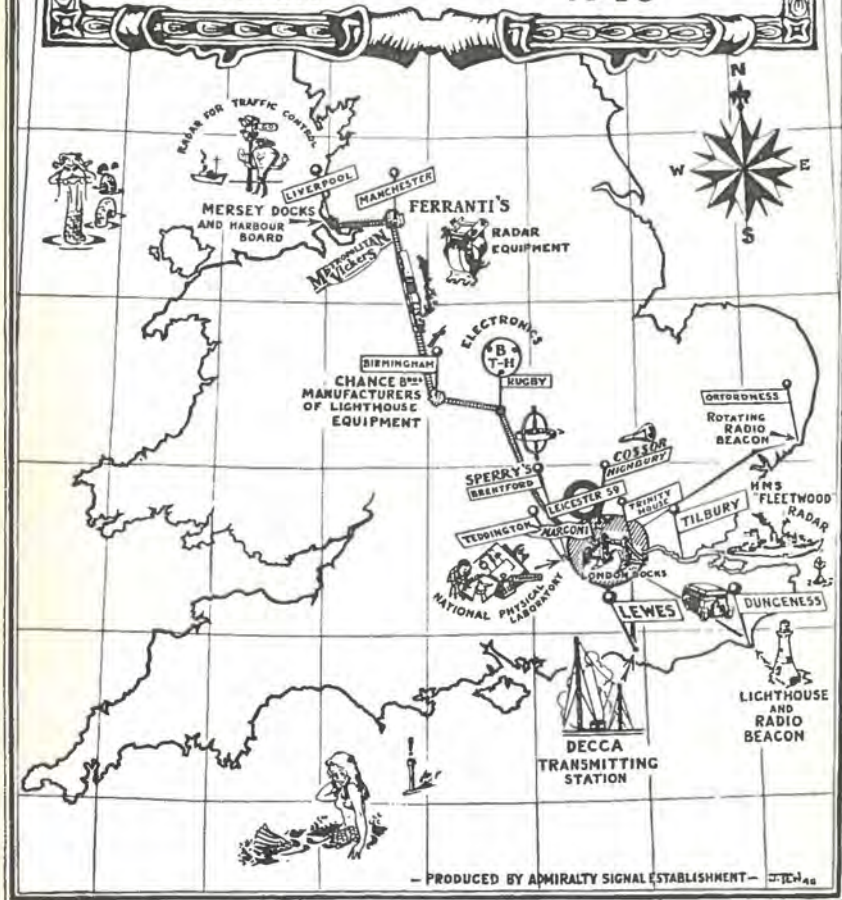 N
W
E
S
RADAR FOR TRAFFIC CONTROL
LIVERPOOL
MANCHESTER
MERSEY DOCKS
AND HARBOUR
BOARD
FERRANTI'S
RADAR
EQUIPMENT
METROPOLITAN
Vickers
ELECTRONICS
B
T-H
RUGBY
BIRMINGHAM
CHANCE BROS
MANUFACTURERS
OF LIGHTHOUSE
EQUIPMENT
ORFORDNESS
ROTATING
RADIO
BEACON
COSSOR
HIGHBURY
SPERRY'S
BRENTFORD
LEICESTER SQ
TRINITY
HOUSE
TILBURY
HMS
"FLEETWOOD"
RADAR
TEDDINGTON
MARCONI
LONDON DOCKS
NATIONAL PHYSICAL
LABORATORY
LEWES
DUNGENESS
LIGHTHOUSE
AND
RADIO
BEACON
DECCA
TRANSMITTING
STATION
— PRODUCED BY ADMIRALTY SIGNAL ESTABLISHMENT —